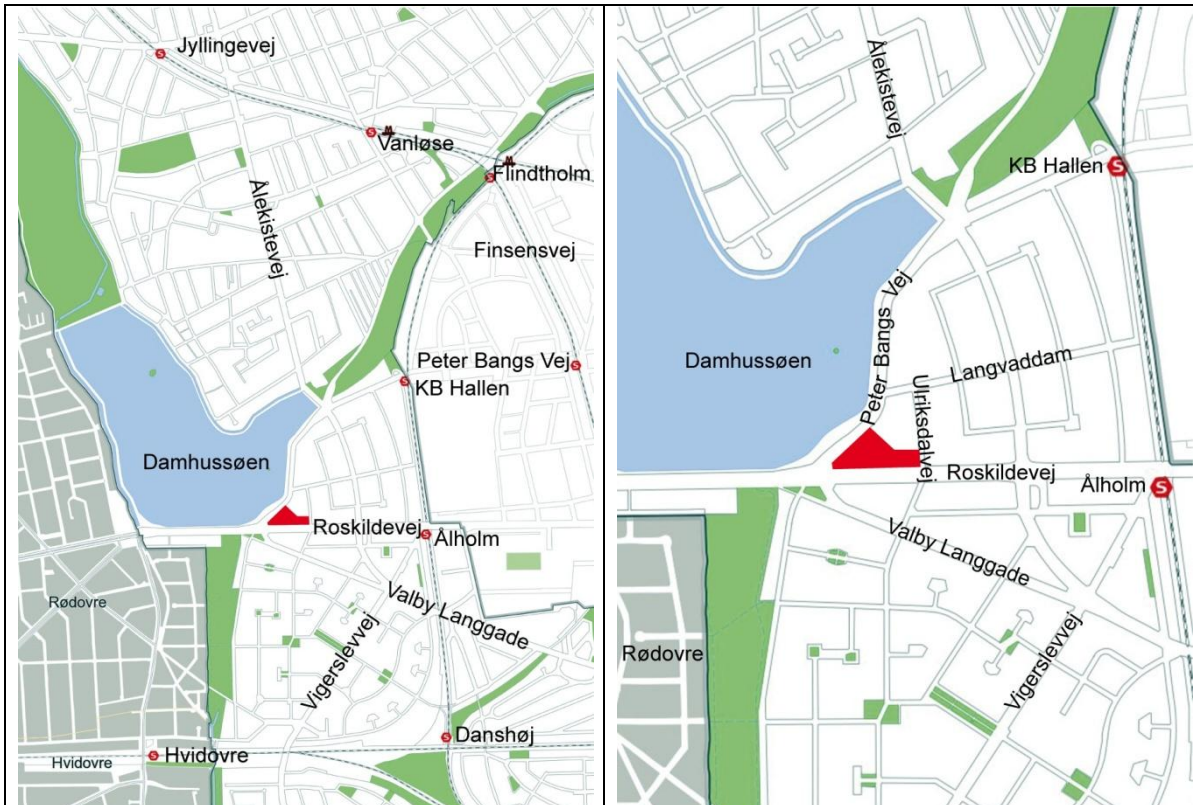 Jyllingevej
Vanløse
Flindtholm
Ålekistevej
Finsensvej
Peter Bangs Vej
KB Hallen
Damhussøen
Roskildevej
Ålholm
Valby Langgade
Rødovre
Vigerslevvej
Danshøj
Hvidovre
Hvidovre
Ålekistevej
KB Hallen
Peter Bangs Vej
Damhussøen
Langvaddam
Ulriksdalvej
Roskildevej
Ålholm
Valby Langgade
Rødovre
Vigerslevvej